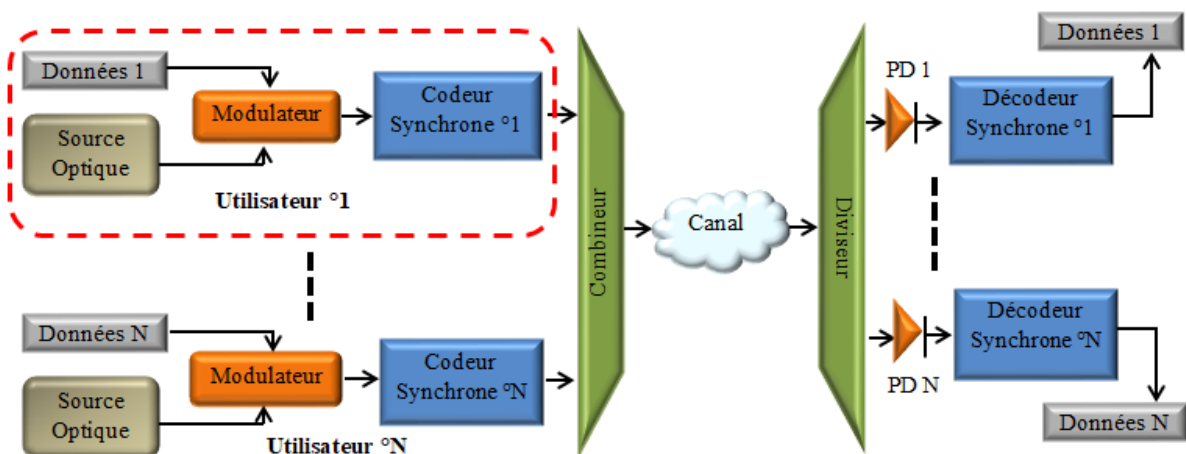 Données 1
Source
Optique
Modulateur
Codeur
Synchrone °1
Utilisateur °1
Données N
Source
Optique
Modulateur
Codeur
Synchrone °N
Utilisateur °N
Combineur
Canal
Diviseur
PD 1
Décodeur
Synchrone °1
Données 1
PD N
Décodeur
Synchrone °N
Données N